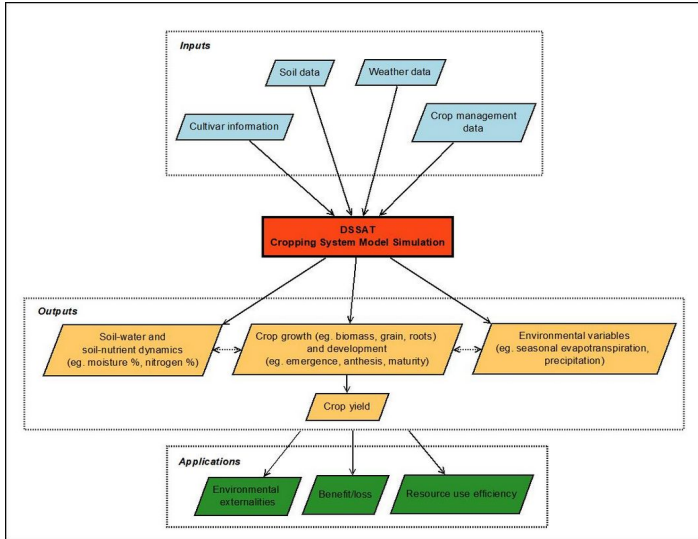 Inputs
Soil data
Weather data
Cultivar information
Crop management
data
DSSAT
Cropping System Model Simulation
Outputs
Soil-water and
soil-nutrient dynamics
(eg. moisture %, nitrogen %)
Crop growth (eg. biomass, grain, roots)
and development
(eg. emergence, anthesis, maturity)
Environmental variables
(eg. seasonal evapotranspiration,
precipitation)
Crop yield
Applications
Environmental
externalities
Benefit/loss
Resource use efficiency